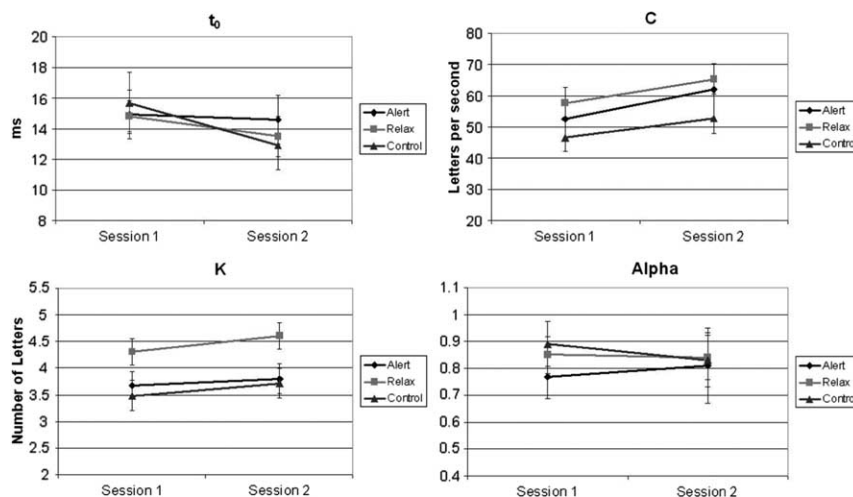 t₀
20
18
16
14
12
10
8
ms
Session 1
Session 2
Alert
Relax
Control
C
80
70
60
50
40
30
20
Letters per second
Session 1
Session 2
Alert
Relax
Control
K
5.5
5
4.5
4
3.5
3
2.5
2
Number of Letters
Session 1
Session 2
Alert
Relax
Control
Alpha
1.1
1
0.9
0.8
0.7
0.6
0.5
0.4
Session 1
Session 2
Alert
Relax
Control